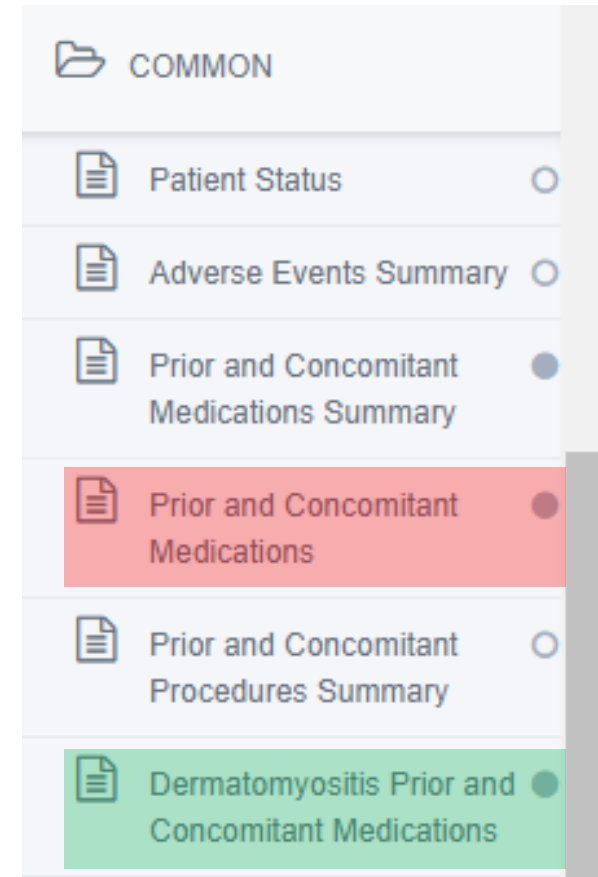 COMMON
Patient Status
Adverse Events Summary
Prior and Concomitant
Medications Summary
Prior and Concomitant
Medications
Prior and Concomitant
Procedures Summary
Dermatomyositis Prior and
Concomitant Medications